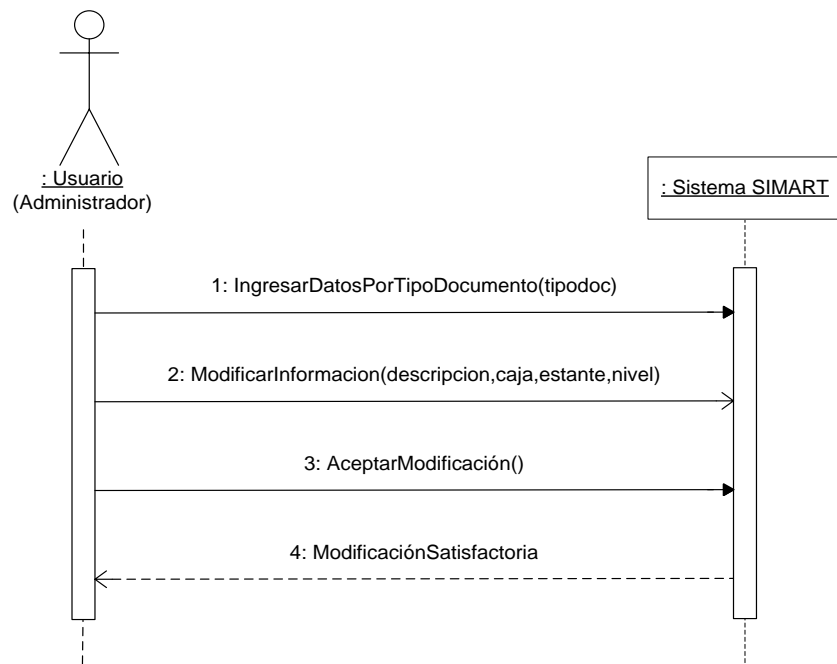 : Usuario
(Administrador)
: Sistema SIMART
1: IngresarDatosPorTipoDocumento(tipodoc)
2: ModificarInformacion(descripcion,caja,estante,nivel)
3: AceptarModificación()
4: ModificaciónSatisfactoria